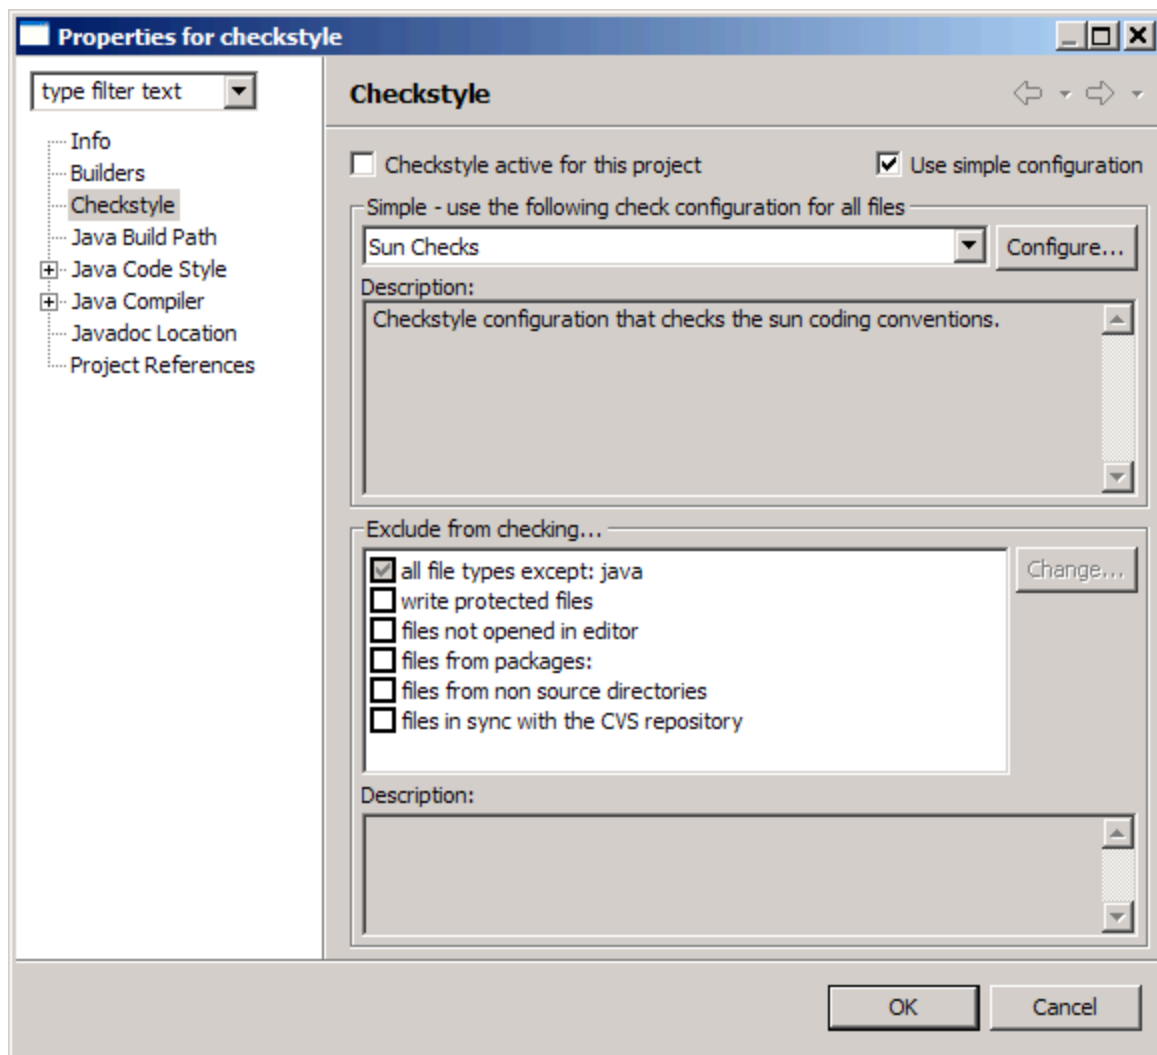 Properties for checkstyle
type filter text
Info
Builders
Checkstyle
Java Build Path
Java Code Style
Java Compiler
Javadoc Location
Project References
Checkstyle
Checkstyle active for this project
Use simple configuration
Simple - use the following check configuration for all files
Sun Checks
Configure...
Description:
Checkstyle configuration that checks the sun coding conventions.
Exclude from checking...
all file types except: java
Change...
write protected files
files not opened in editor
files from packages:
files from non source directories
files in sync with the CVS repository
Description:
OK
Cancel